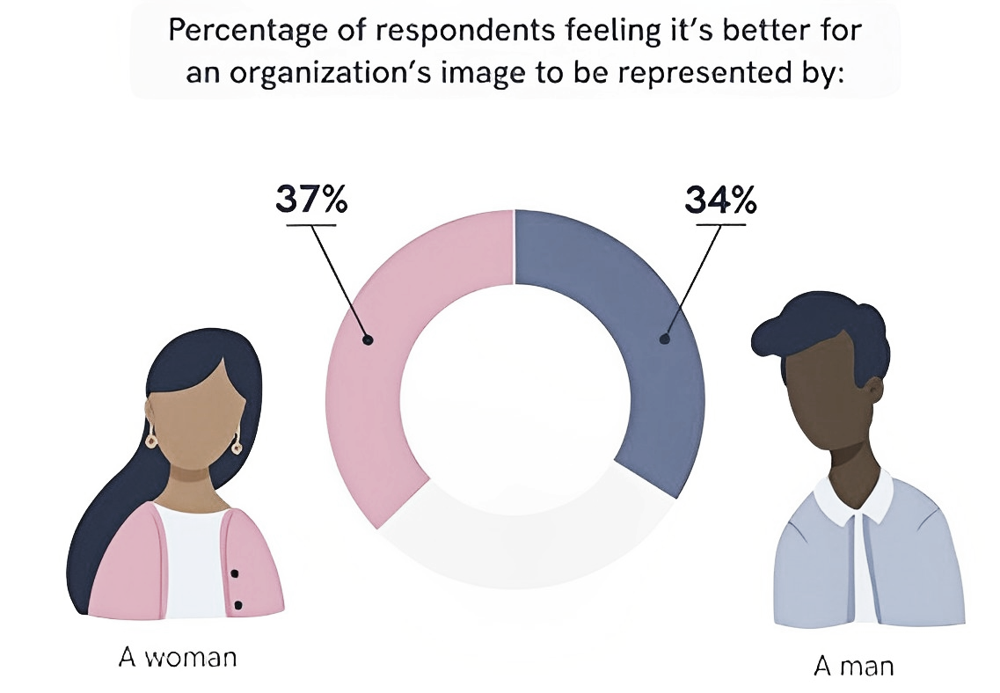 Percentage of respondents feeling it's better for
an organization's image to be represented by:
37%
34%
A woman
A man